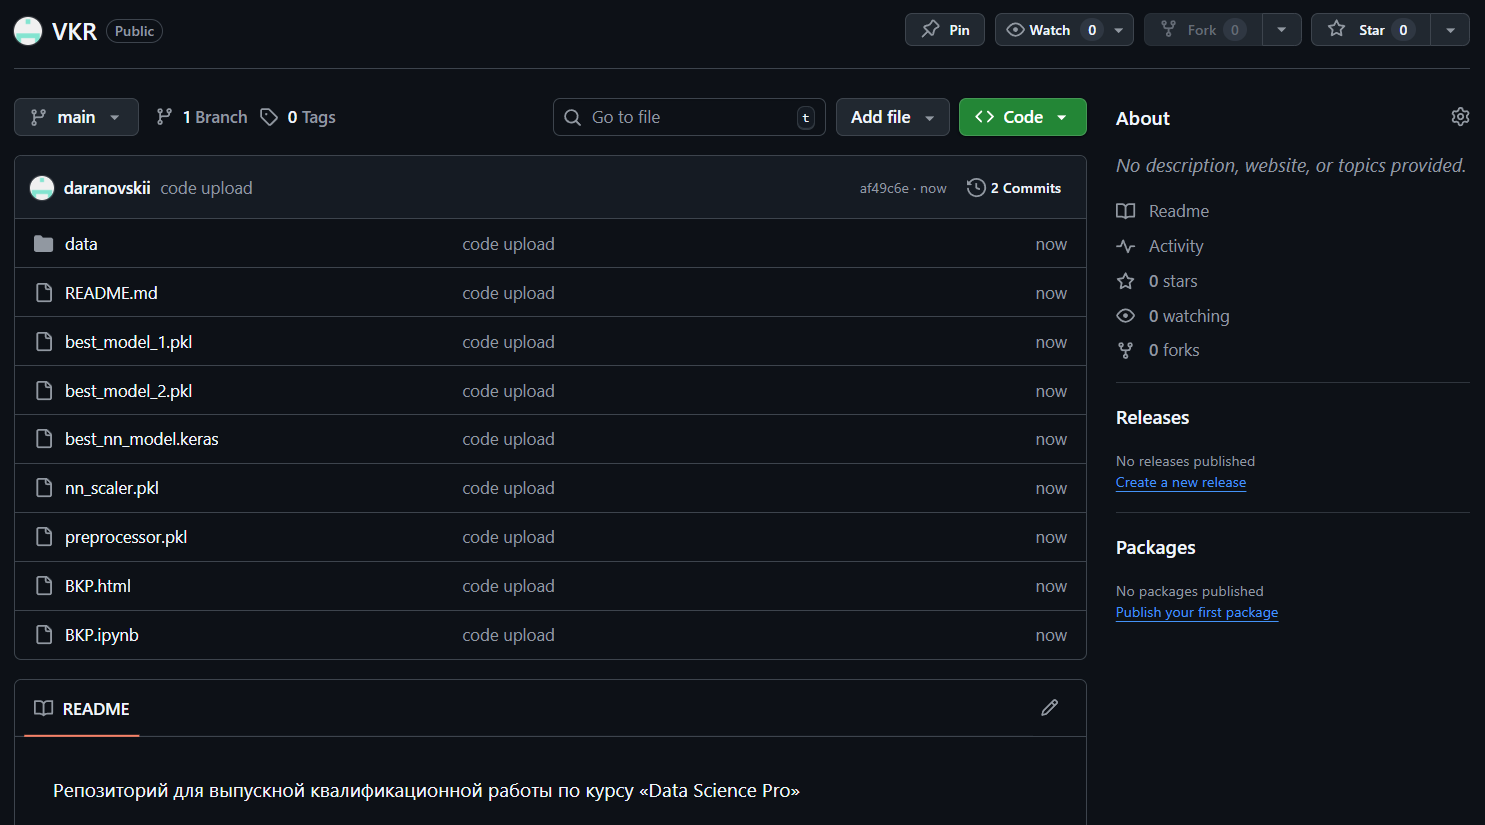 VKR Public Pin Watch 0 Fork 0 Star 0
main 1 Branch 0 Tags Go to file t Add file Code
daranovskii code upload af49c6e · now 2 Commits
data code upload now
README.md code upload now
best_model_1.pkl code upload now
best_model_2.pkl code upload now
best_nn_model.keras code upload now
nn_scaler.pkl code upload now
preprocessor.pkl code upload now
ВКР.html code upload now
ВКР.ipynb code upload now
README
Репозиторий для выпускной квалификационной работы по курсу «Data Science Pro»
About
No description, website, or topics provided.
Readme
Activity
0 stars
0 watching
0 forks
Releases
No releases published
Create a new release
Packages
No packages published
Publish your first package